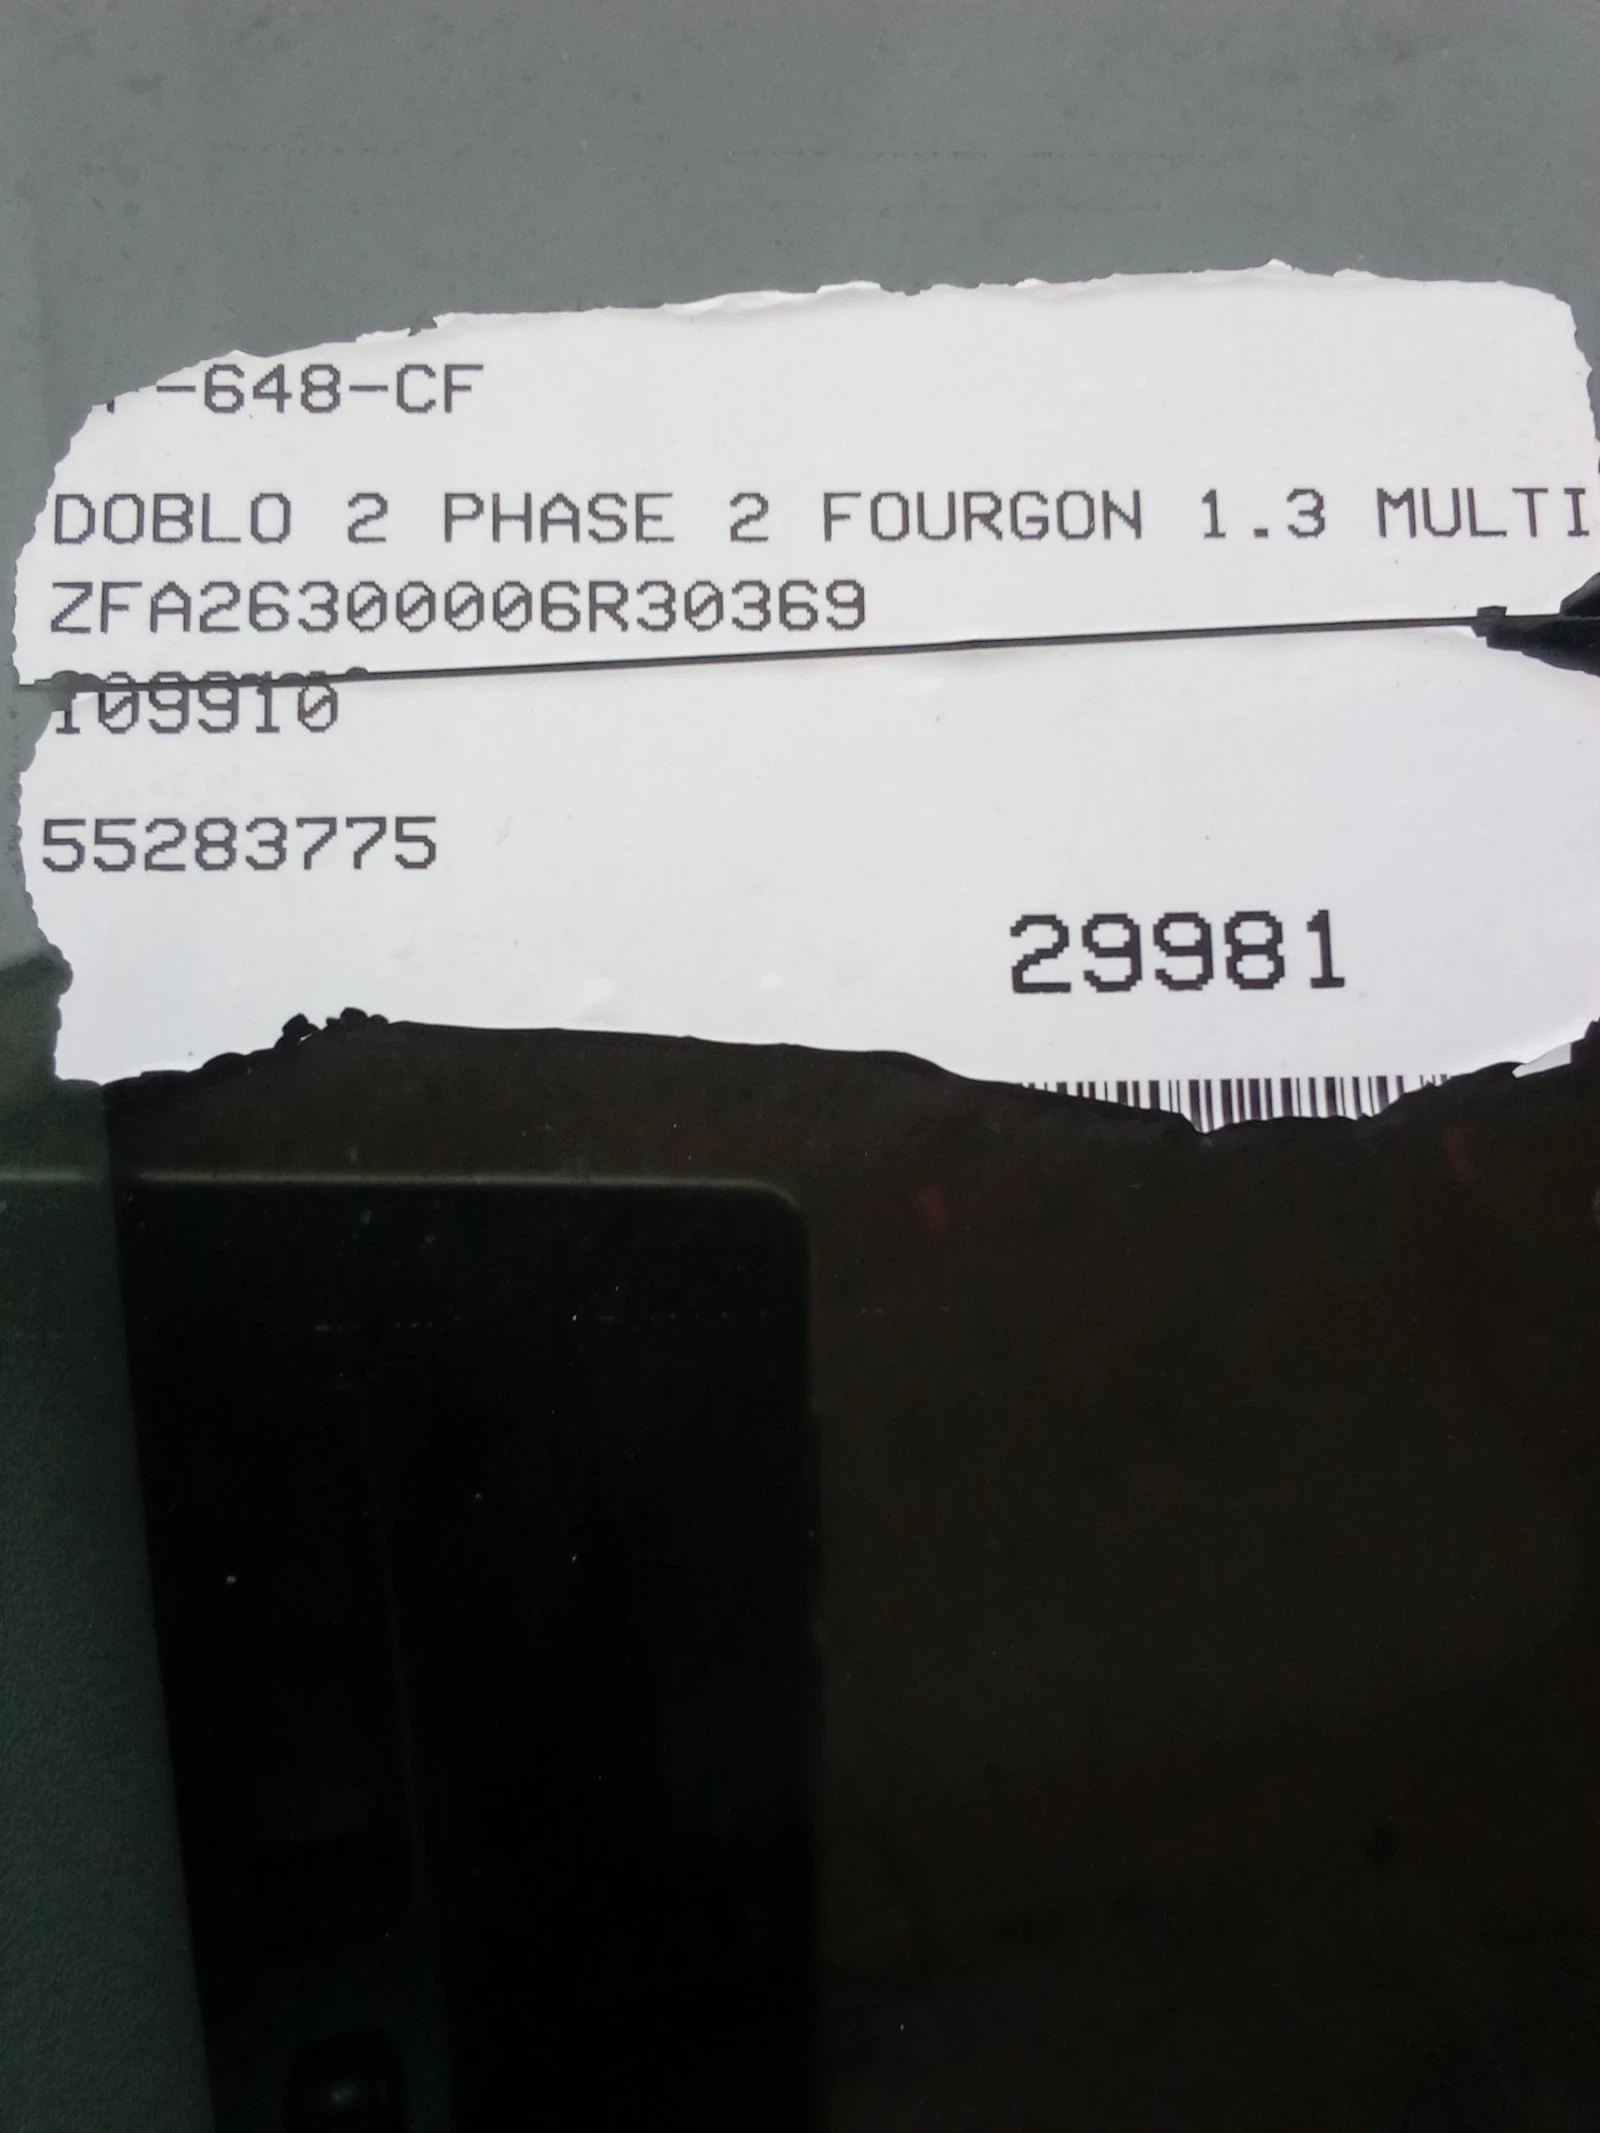 -648-CF
DOBLO 2 PHASE 2 FOURGON 1.3 MULTI
ZFA26300006R30369
109910
55283775
29981